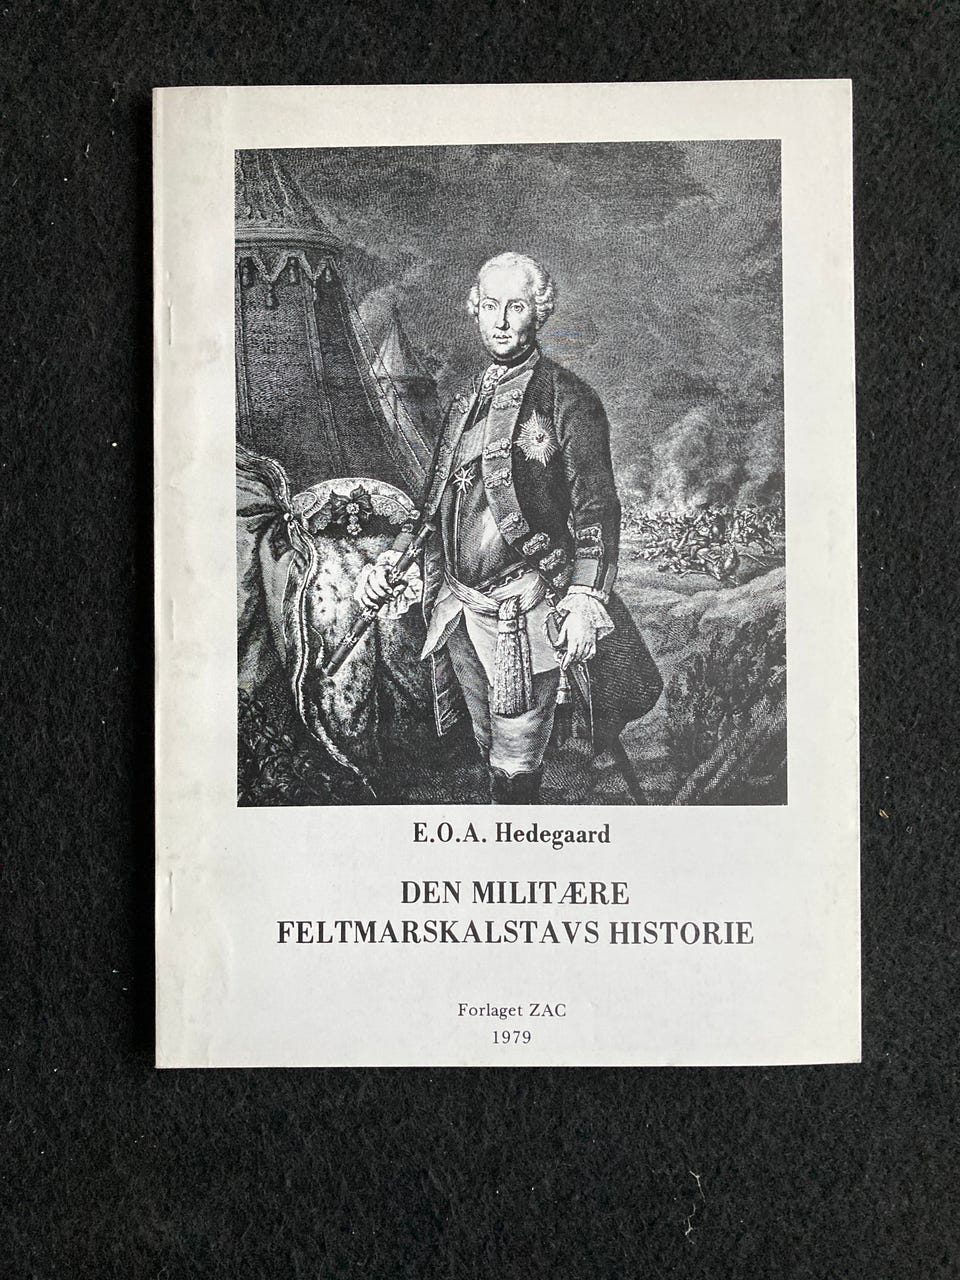 E.O.A. Hedegaard
DEN MILITÆRE
FELTMARSKALSTAVS HISTORIE
Forlaget ZAC
1979